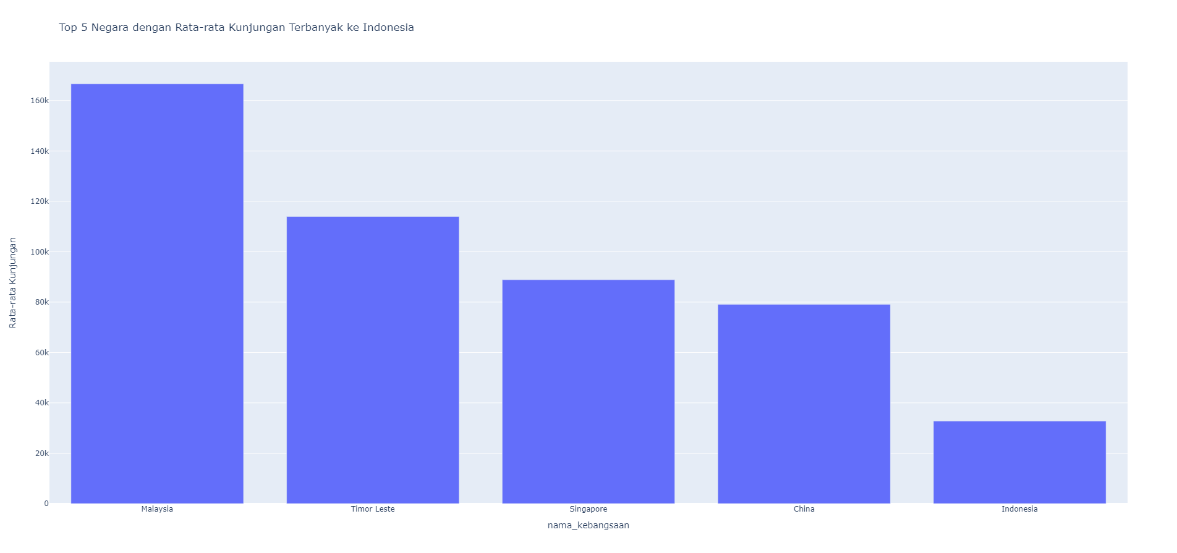 Top 5 Negara dengan Rata-rata Kunjungan Terbanyak ke Indonesia
Rata-rata Kunjungan
160k
140k
120k
100k
80k
60k
40k
20k
0
Malaysia
Timor Leste
Singapore
China
Indonesia
nama_kebangsaan